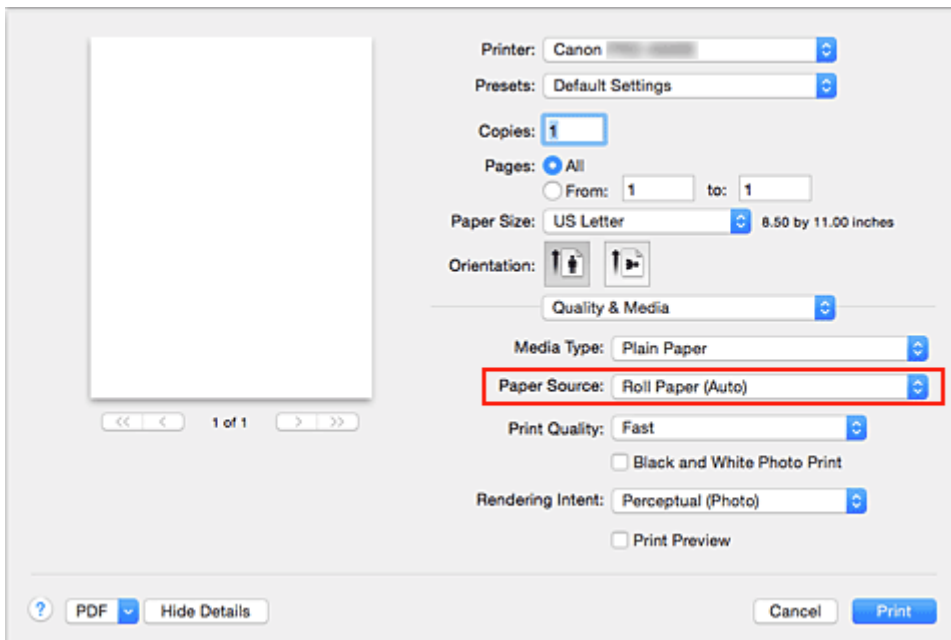 Printer: Canon
Presets: Default Settings
Copies: 1
Pages: All
From: 1 to: 1
Paper Size: US Letter 8.50 by 11.00 inches
Orientation:
Quality & Media
Media Type: Plain Paper
Paper Source: Roll Paper (Auto)
1 of 1
Print Quality: Fast
Black and White Photo Print
Rendering Intent: Perceptual (Photo)
Print Preview
? PDF Hide Details Cancel Print